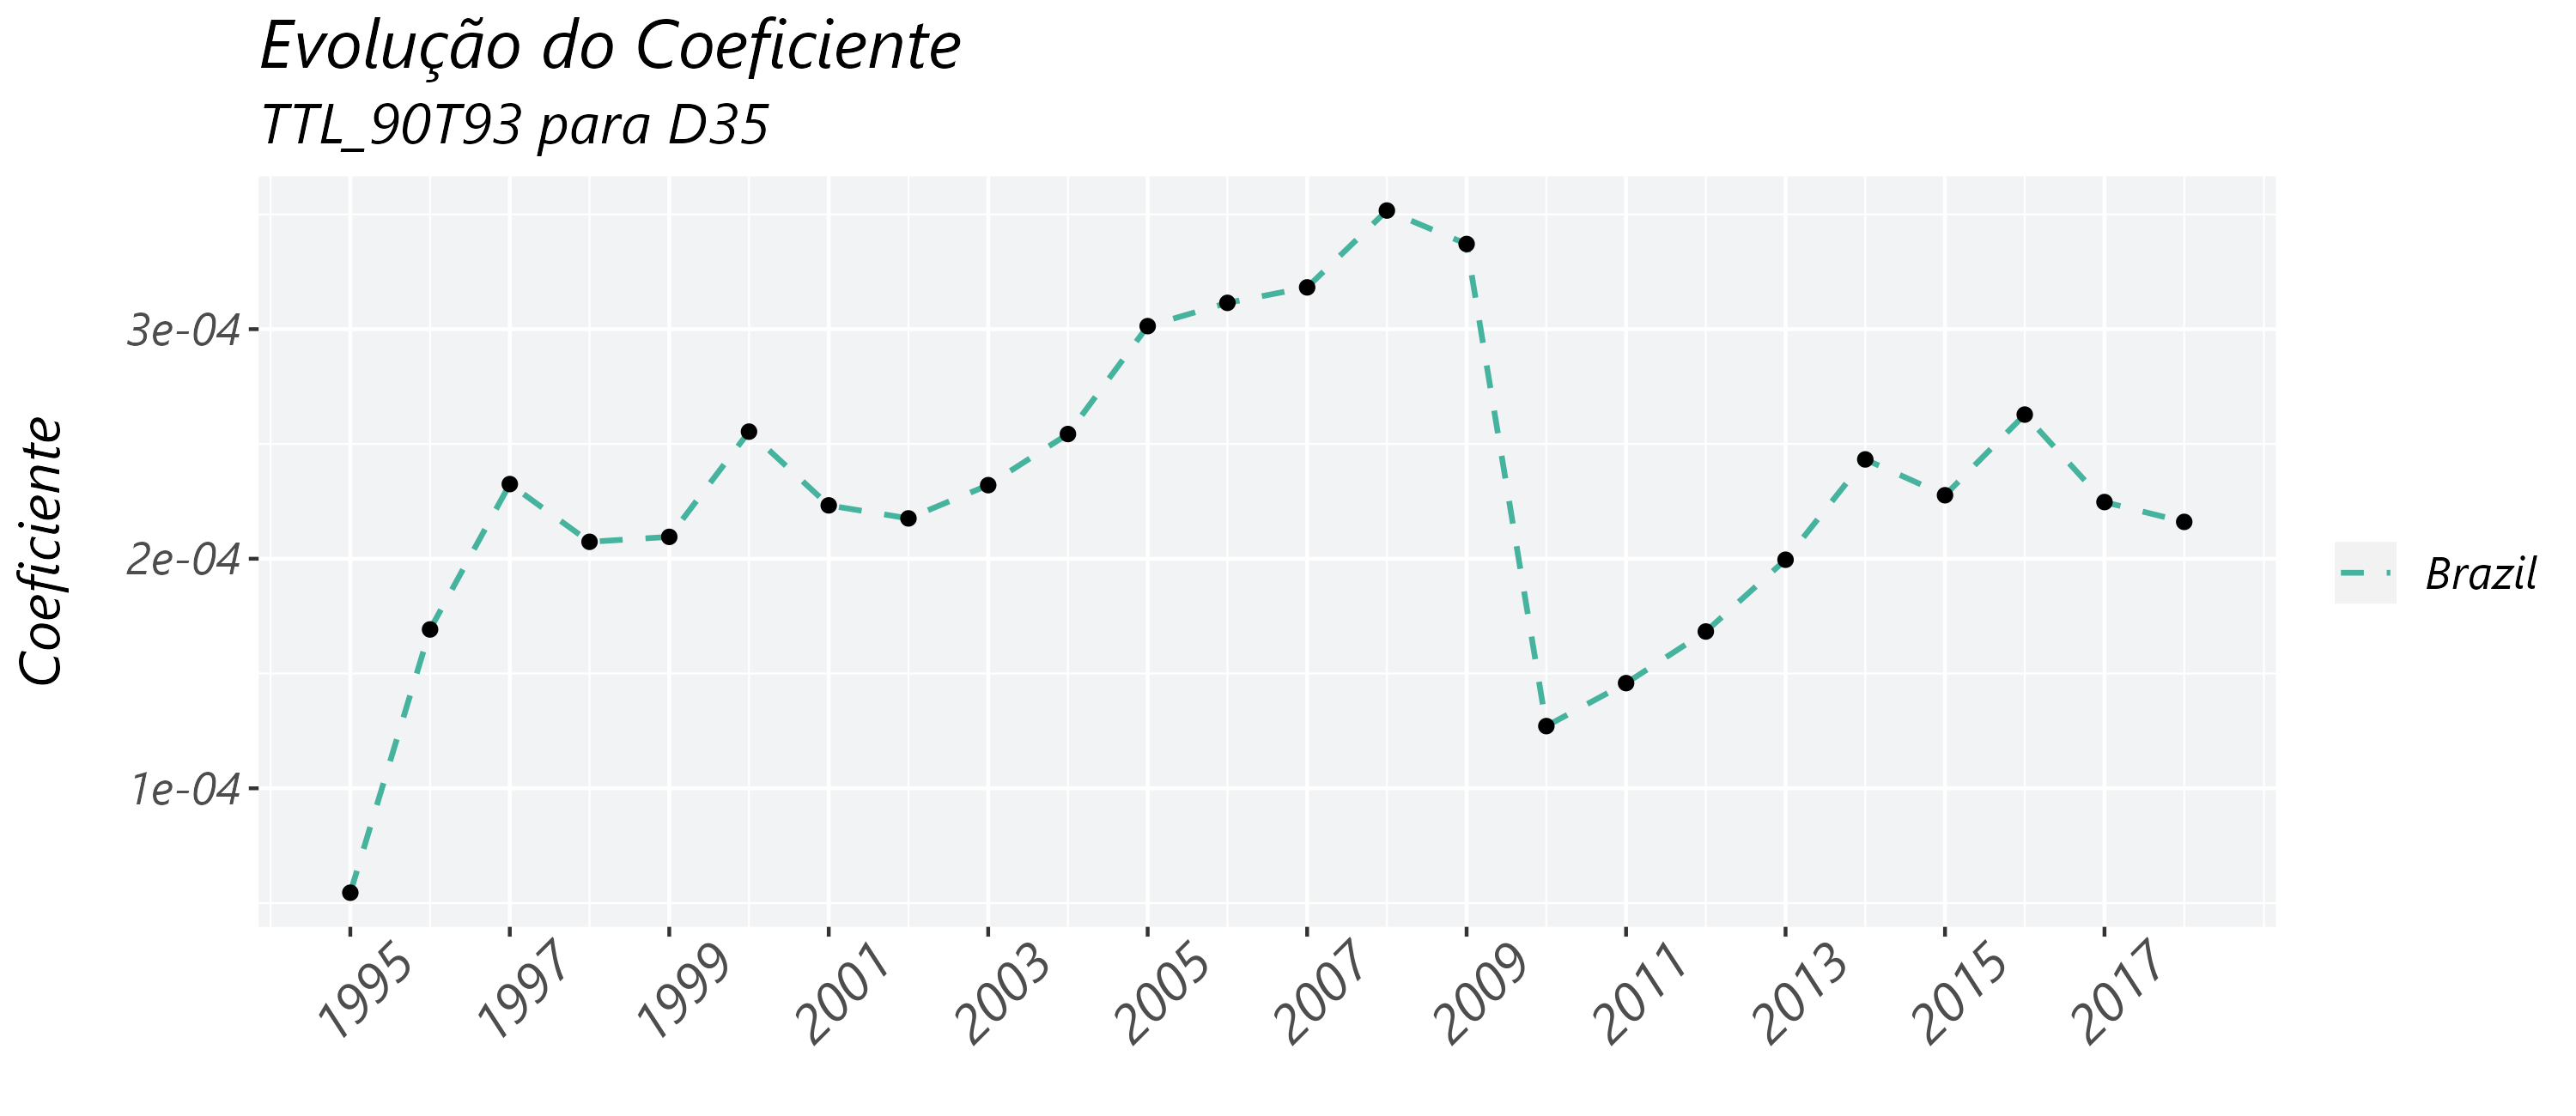 Evolução do Coeficiente
TTL_90T93 para D35
Coeficiente
3e-04
2e-04
1e-04
1995
1997
1999
2001
2003
2005
2007
2009
2011
2013
2015
2017
Brazil